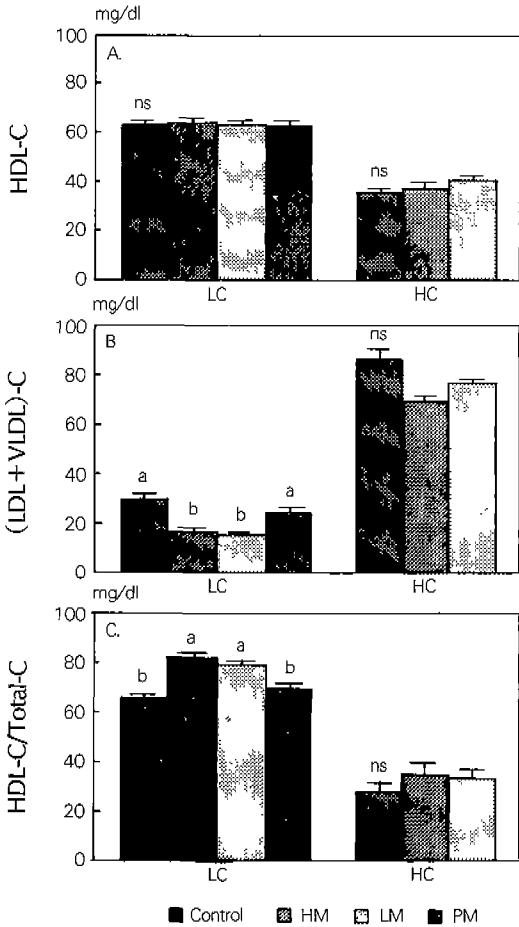 mg/dl
100
A.
80
60
40
20
0
HDL-C
ns
ns
LC
HC
mg/dl
100
B
80
60
40
20
0
(LDL+VLDL)-C
a
b
b
a
ns
LC
HC
mg/dl
100
C.
80
60
40
20
0
HDL-C/Total-C
b
a
a
b
ns
LC
HC
Control HM LM PM